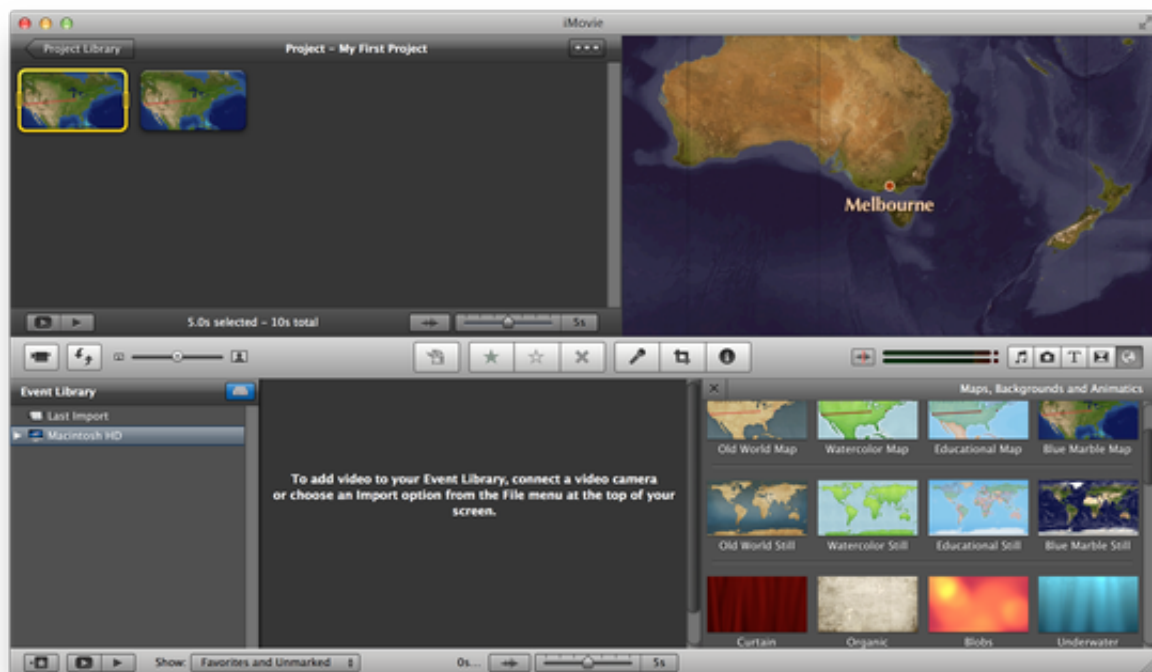 iMovie
Project Library
Project - My First Project
Melbourne
5.0s selected - 10s total
5s
T
Event Library
Maps, Backgrounds and Animatics
Last Import
Macintosh HD
To add video to your Event Library, connect a video camera
or choose an Import option from the File menu at the top of your
screen.
Old World Map
Watercolor Map
Educational Map
Blue Marble Map
Old World Still
Watercolor Still
Educational Still
Blue Marble Still
Curtain
Organic
Blobs
Underwater
Show:
Favorites and Unmarked
0s...
5s